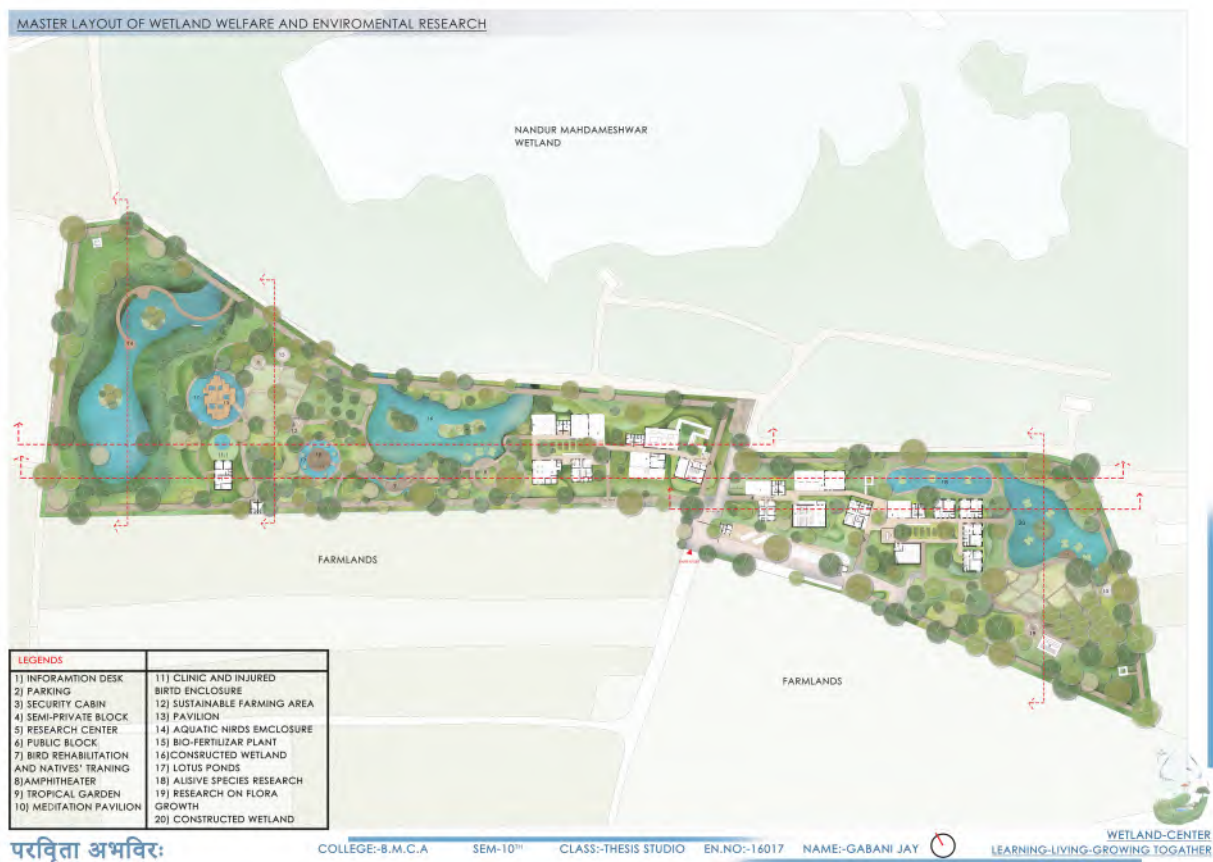 MASTER LAYOUT OF WETLAND WELFARE AND ENVIROMENTAL RESEARCH
NANDUR MAHDAMESHWAR
WETLAND
FARMLANDS
FARMLANDS
LEGENDS
1) INFORAMTION DESK
2) PARKING
3) SECURITY CABIN
4) SEMI-PRIVATE BLOCK
5) RESEARCH CENTER
6) PUBLIC BLOCK
7) BIRD REHABILITATION
AND NATIVES' TRANING
8)AMPHITHEATER
9) TROPICAL GARDEN
10) MEDITATION PAVILION
11) CLINIC AND INJURED
BIRTD ENCLOSURE
12) SUSTAINABLE FARMING AREA
13) PAVILION
14) AQUATIC NIRDS EMCLOSURE
15) BIO-FERTILIZAR PLANT
16)CONSRUCTED WETLAND
17) LOTUS PONDS
18) ALISIVE SPECIES RESEARCH
19) RESEARCH ON FLORA
GROWTH
20) CONSTRUCTED WETLAND
परविृता अभविरः
COLLEGE:-B.M.C.A SEM-10TH CLASS:-THESIS STUDIO EN.NO:-16017 NAME:-GABANI JAY
WETLAND-CENTER
LEARNING-LIVING-GROWING TOGATHER